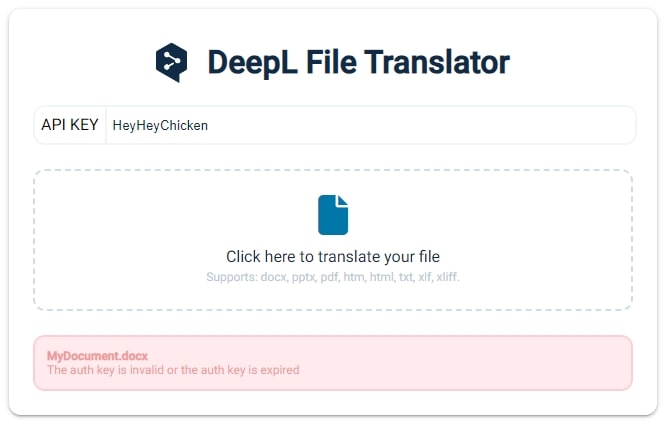 DeepL File Translator
API KEY HeyHeyChicken
Click here to translate your file
Supports: docx, pptx, pdf, htm, html, txt, xlf, xliff.
MyDocument.docx
The auth key is invalid or the auth key is expired